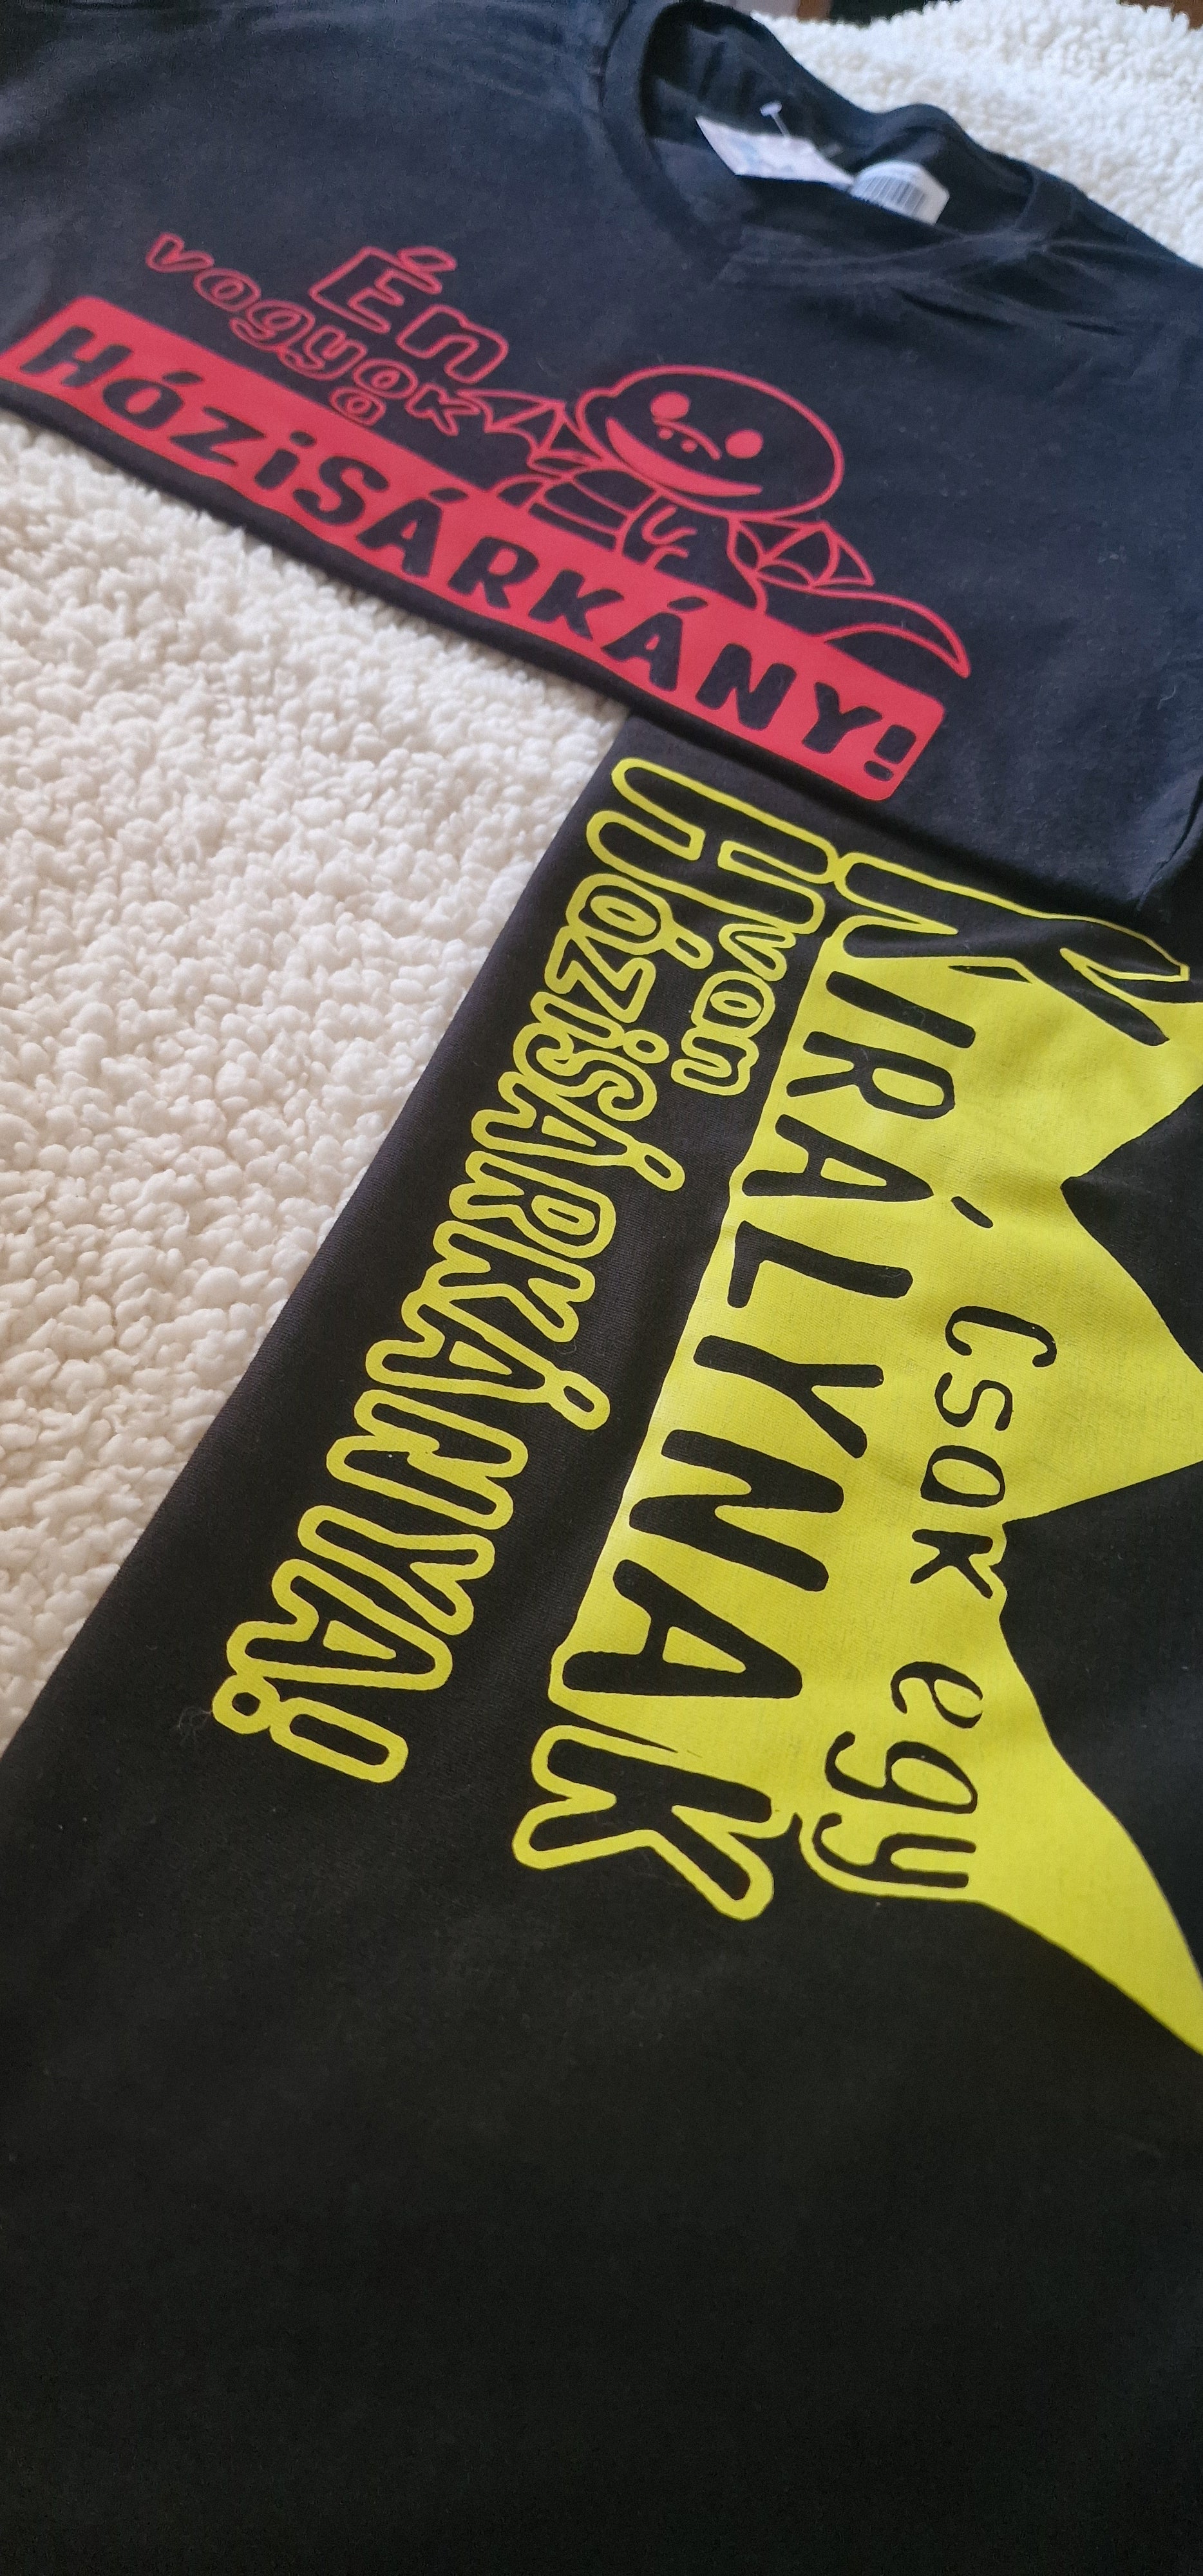 Én
vagyok
a
HáZiSÁRKÁNY!
Csak egy
KIRÁLYNAK
van
HáziSÁRKÁNYA!